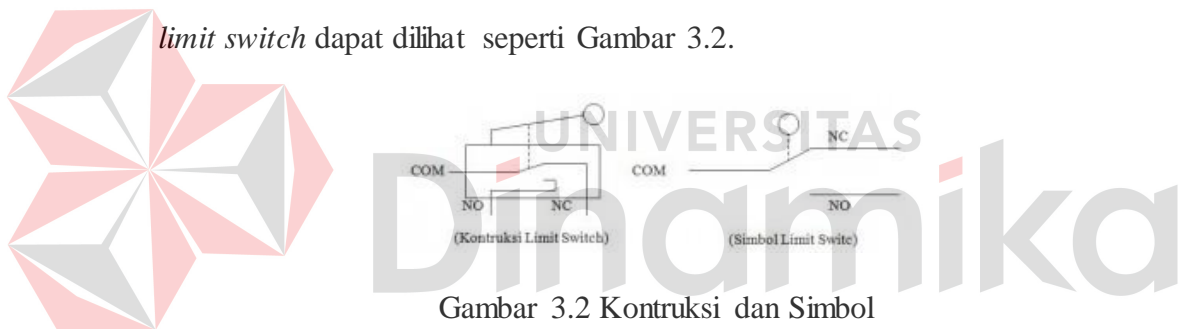 limit switch dapat dilihat seperti Gambar 3.2.
UNIVERSITAS
Dinamika
COM
NO
NC
(Kontruksi Limit Switch)
COM
NC
NO
(Simbol Limit Switc)
Gambar 3.2 Kontruksi dan Simbol